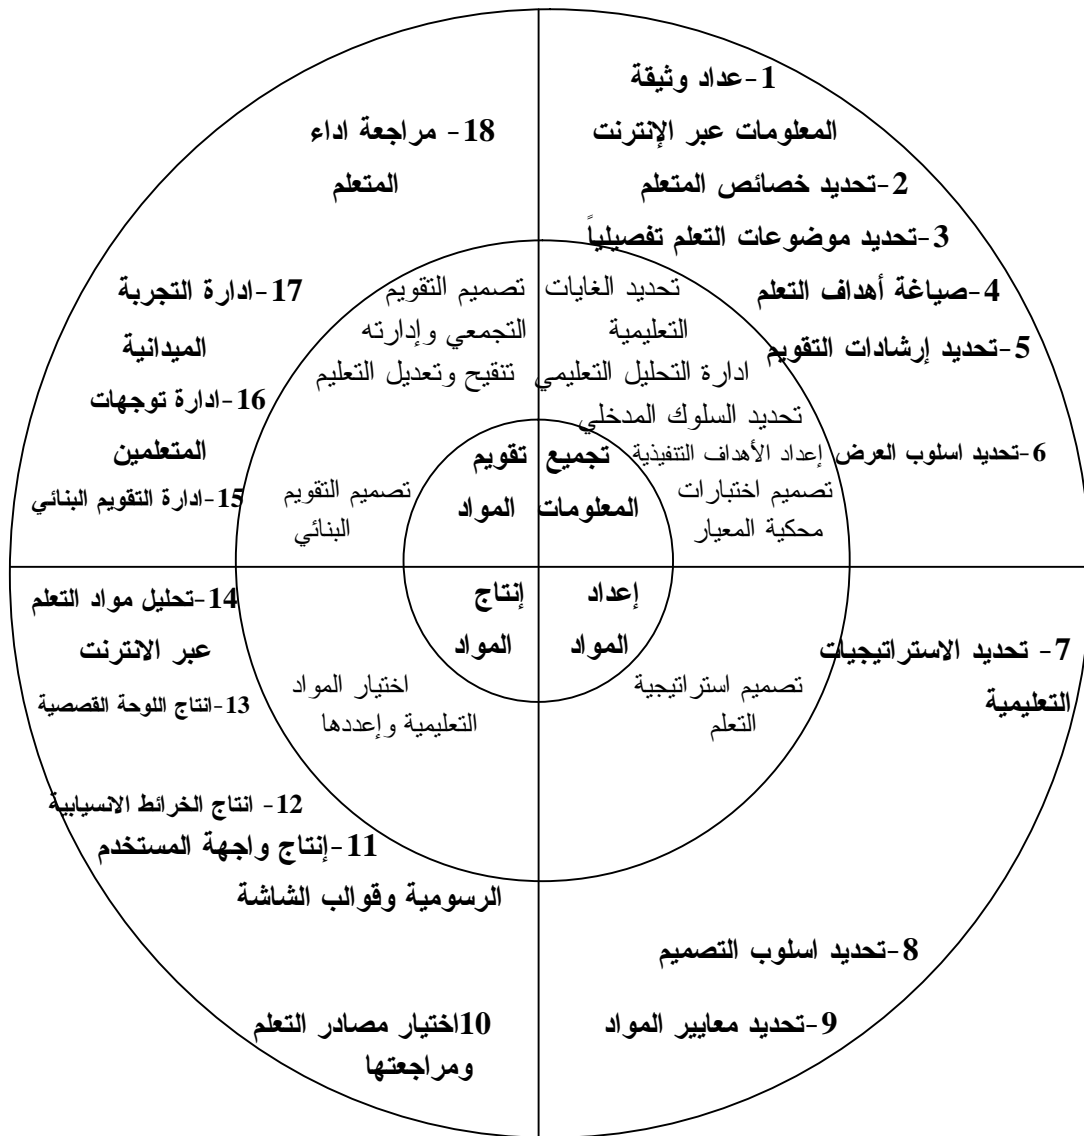 1-عداد وثيقة
المعلومات عبر الإنترنت
2-تحديد خصائص المتعلم
3-تحديد موضوعات التعلم تفصيلياً
4-صياغة أهداف التعلم
5-تحديد إرشادات التقويم
6-تحديد اسلوب العرض
تحديد الغايات
التعليمية
ادارة التحليل التعليمي
تحديد السلوك المدخلي
إعداد الأهداف التنفيذية
تصميم اختبارات
محكية المعيار
تجميع
المعلومات
7- تحديد الاستراتيجيات
التعليمية
8-تحديد اسلوب التصميم
9-تحديد معايير المواد
تصميم استراتيجية
التعلم
إعداد
المواد
10اختيار مصادر التعلم
ومراجعتها
11-إنتاج واجهة المستخدم
الرسومية وقوالب الشاشة
12- انتاج الخرائط الانسيابية
13-انتاج اللوحة القصصية
14-تحليل مواد التعلم
عبر الانترنت
اختيار المواد
التعليمية وإعددها
إنتاج
المواد
15-ادارة التقويم البنائي
16-ادارة توجهات
المتعلمين
17-ادارة التجربة
الميدانية
18- مراجعة اداء
المتعلم
تصميم التقويم
التجمعي وإدارته
تنقيح وتعديل التعليم
تصميم التقويم
البنائي
تقويم
المواد